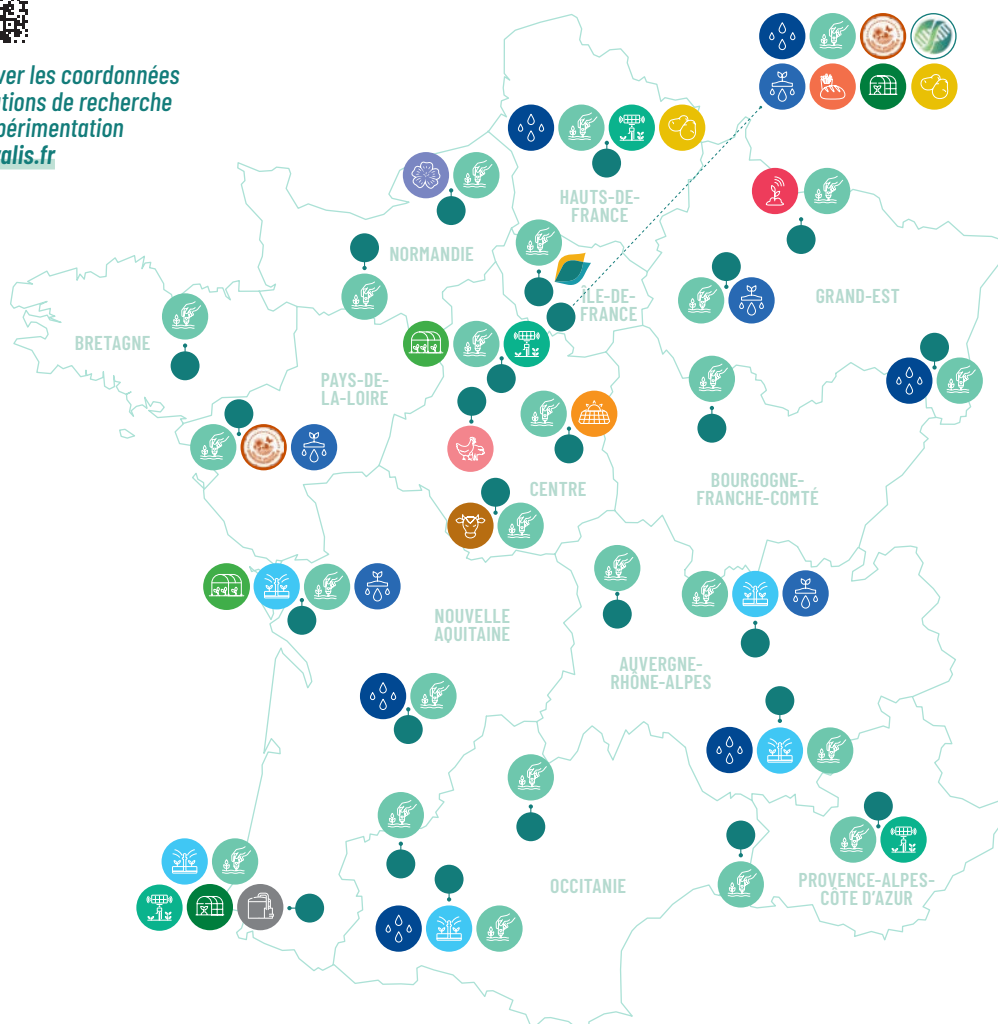 ver les coordonnées
tions de recherche
périmentation
alis.fr
HAUTS-DE-
FRANCE
NORMANDIE
ÎLE-DE-
FRANCE
GRAND-EST
BRETAGNE
PAYS-DE-
LA-LOIRE
CENTRE
BOURGOGNE-
FRANCHE-COMTÉ
NOUVELLE
AQUITAINE
AUVERGNE-
RHÔNE-ALPES
OCCITANIE
PROVENCE-ALPES-
CÔTE D'AZUR